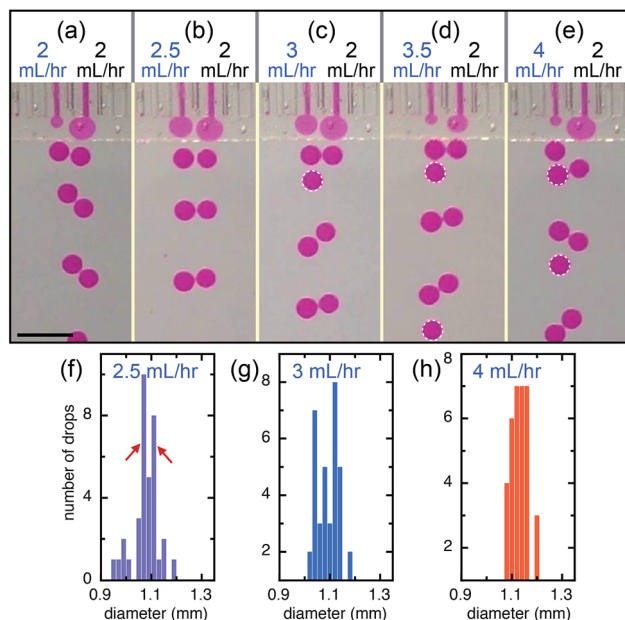 (a) (b) (c) (d) (e)
2 2 2.5 2 3 2 3.5 2 4 2
mL/hr mL/hr mL/hr mL/hr mL/hr mL/hr mL/hr mL/hr mL/hr mL/hr
(f) 2.5 mL/hr
number of drops
10
5
0
0.9 1.1 1.3
diameter (mm)
(g) 3 mL/hr
8
6
4
2
0.9 1.1 1.3
diameter (mm)
(h) 4 mL/hr
8
6
4
2
0.9 1.1 1.3
diameter (mm)